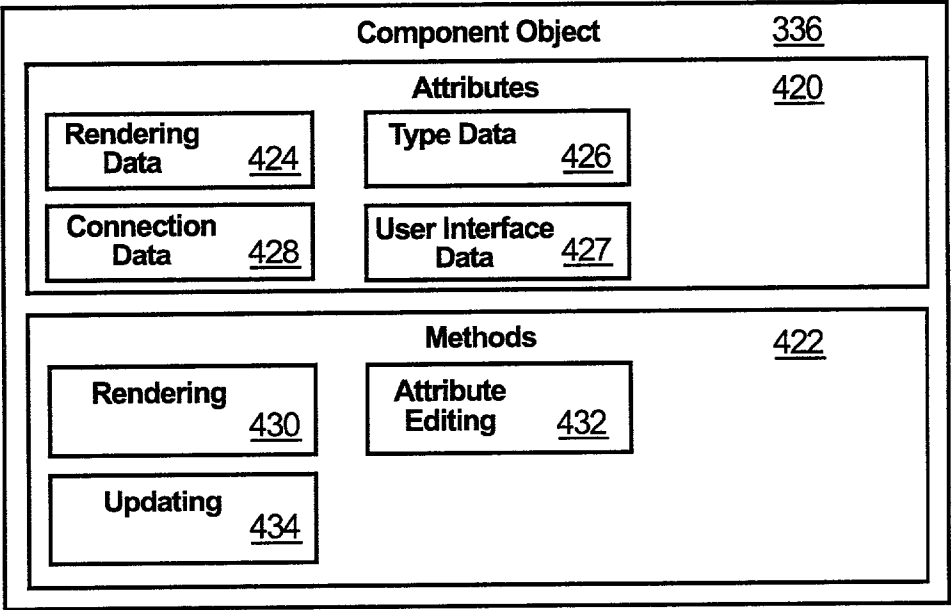 Component Object 336
Attributes 420
Rendering
Data 424
Type Data
426
Connection
Data 428
User Interface
Data 427
Methods 422
Rendering
430
Attribute
Editing 432
Updating
434